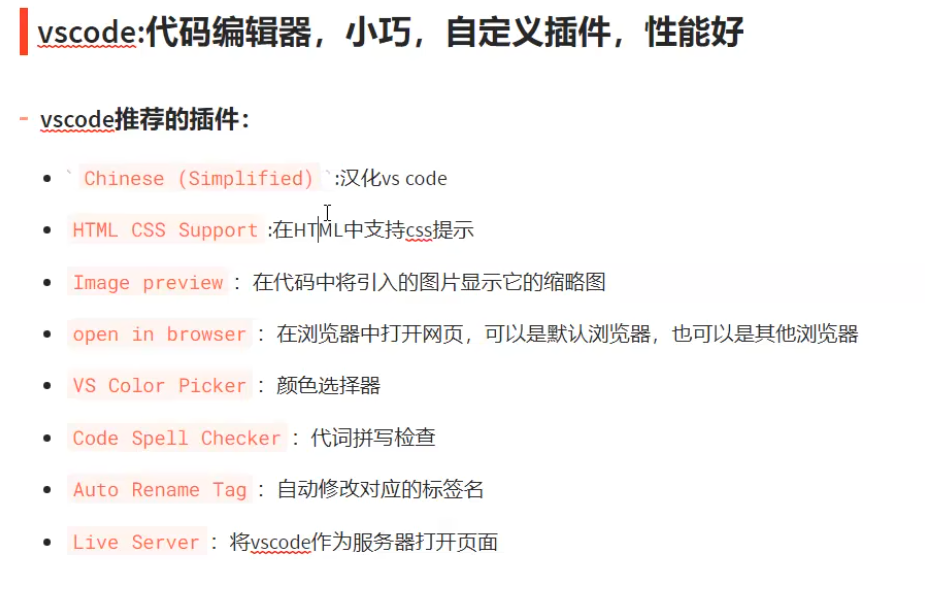 vscode:代码编辑器，小巧，自定义插件，性能好
vscode推荐的插件：
` Chinese (Simplified) `:汉化vs code
HTML CSS Support :在HTML中支持css提示
Image preview ：在代码中将引入的图片显示它的缩略图
open in browser ：在浏览器中打开网页，可以是默认浏览器，也可以是其他浏览器
VS Color Picker ：颜色选择器
Code Spell Checker ：代词拼写检查
Auto Rename Tag ：自动修改对应的标签名
Live Server ：将vscode作为服务器打开页面